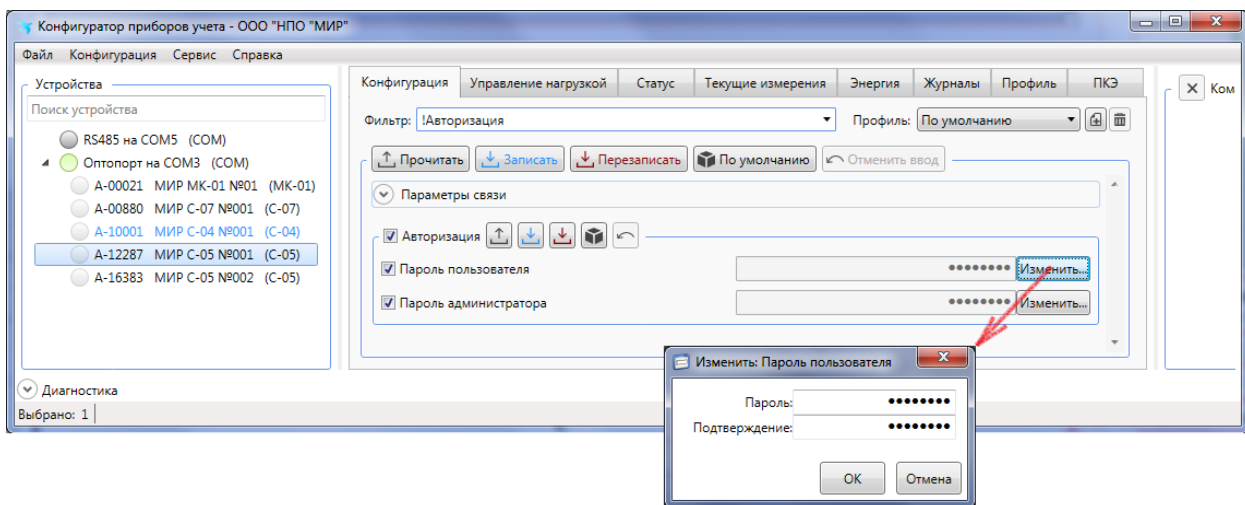 Конфигуратор приборов учета - ООО "НПО "МИР"
Файл Конфигурация Сервис Справка
Устройства
Поиск устройства
RS485 на COM5 (COM)
Оптопорт на COM3 (COM)
A-00021 МИР МК-01 №01 (МК-01)
A-00880 МИР С-07 №001 (С-07)
A-10001 МИР С-04 №001 (С-04)
A-12287 МИР С-05 №001 (С-05)
A-16383 МИР С-05 №002 (С-05)
Конфигурация Управление нагрузкой Статус Текущие измерения Энергия Журналы Профиль ПКЭ
Фильтр: !Авторизация Профиль: По умолчанию
Прочитать Записать Перезаписать По умолчанию Отменить ввод
Параметры связи
Авторизация
Пароль пользователя ●●●●●●●● Изменить...
Пароль администратора ●●●●●●●● Изменить...
Ком
Диагностика
Выбрано: 1
Изменить: Пароль пользователя
Пароль: ●●●●●●●●
Подтверждение: ●●●●●●●●
ОК Отмена